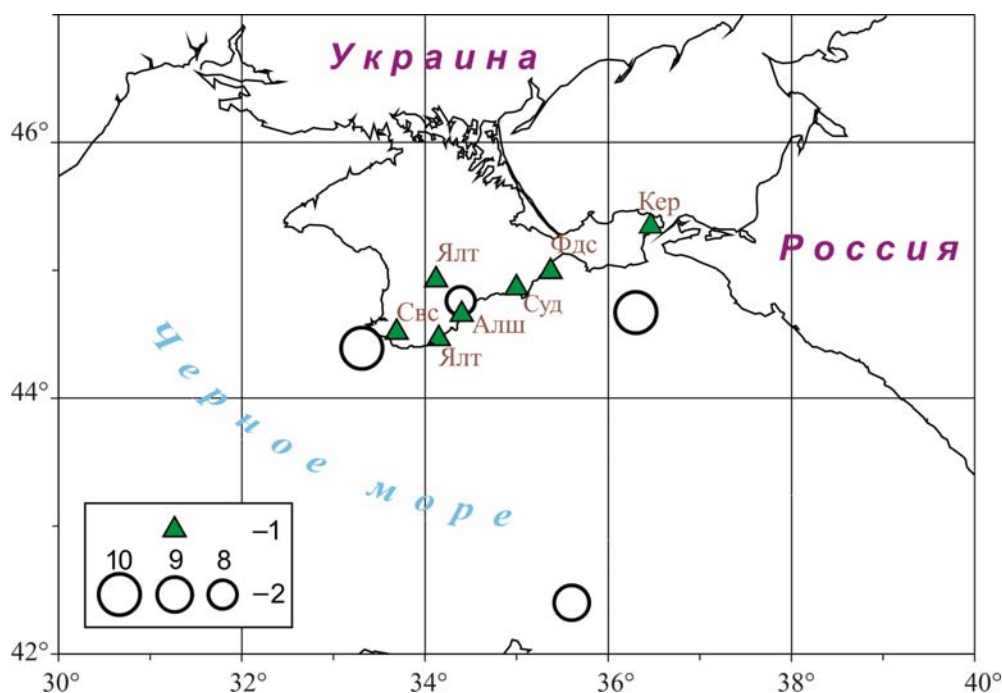 Украина
46°
Кер
Россия
Ялт
Фдс
Свс
Суд
Алш
Ялт
44°
Черное море
–1
10 9 8
–2
42°
30° 32° 34° 36° 38° 40°